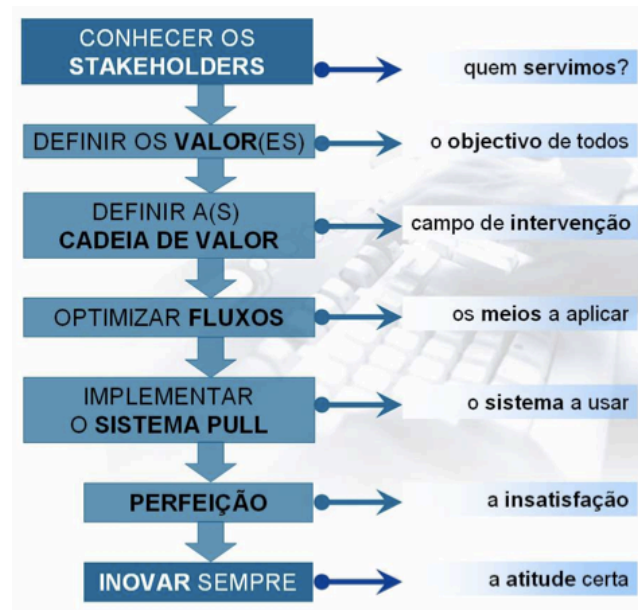 CONHECER OS
STAKEHOLDERS
quem servimos?
DEFINIR OS VALOR(ES)
o objectivo de todos
DEFINIR A(S)
CADEIA DE VALOR
campo de intervenção
OPTIMIZAR FLUXOS
os meios a aplicar
IMPLEMENTAR
O SISTEMA PULL
o sistema a usar
PERFEIÇÃO
a insatisfação
INOVAR SEMPRE
a atitude certa